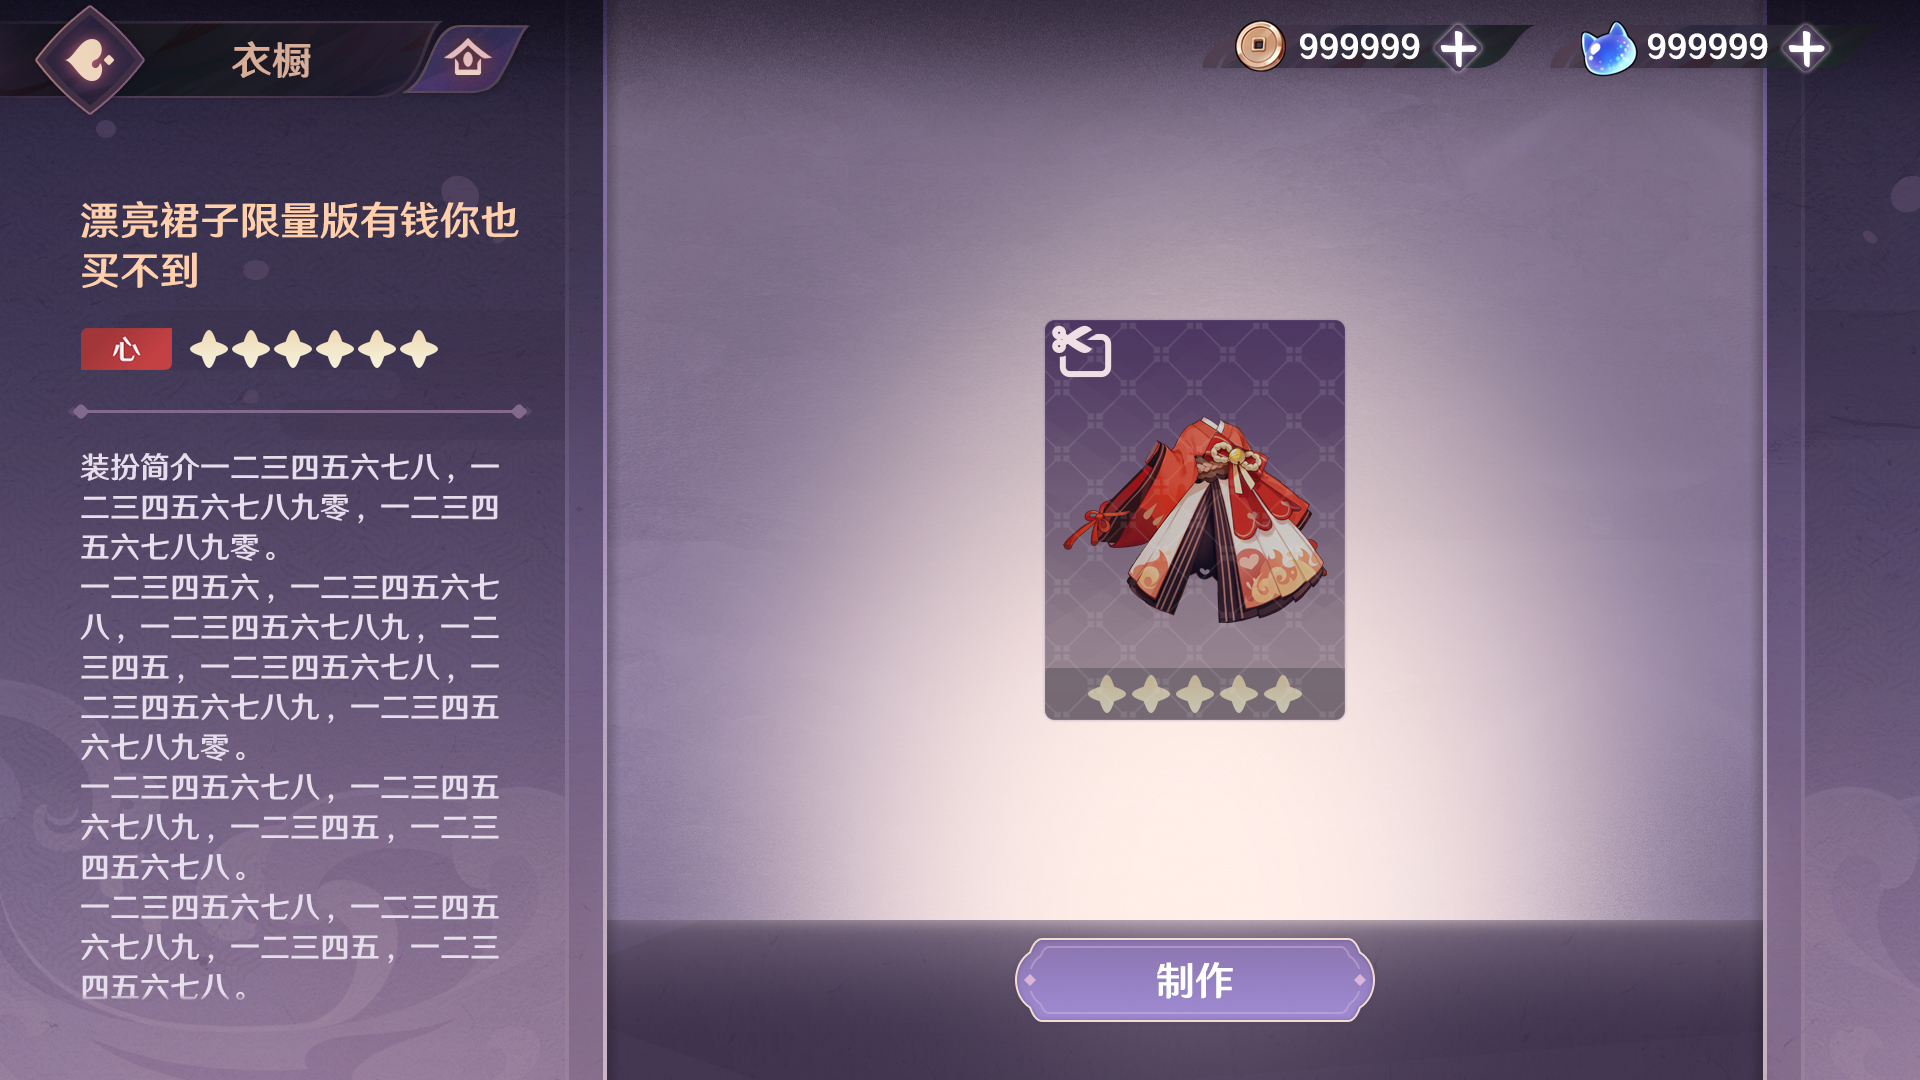 衣橱
999999
999999
漂亮裙子限量版有钱你也
买不到
心
装扮简介一二三四五六七八，一
二三四五六七八九零，一二三四
五六七八九零。
一二三四五六，一二三四五六七
八，一二三四五六七八九，一二
三四五，一二三四五六七八，一
二三四五六七八九，一二三四五
六七八九零。
一二三四五六七八，一二三四五
六七八九，一二三四五，一二三
四五六七八。
一二三四五六七八，一二三四五
六七八九，一二三四五，一二三
四五六七八。
制作